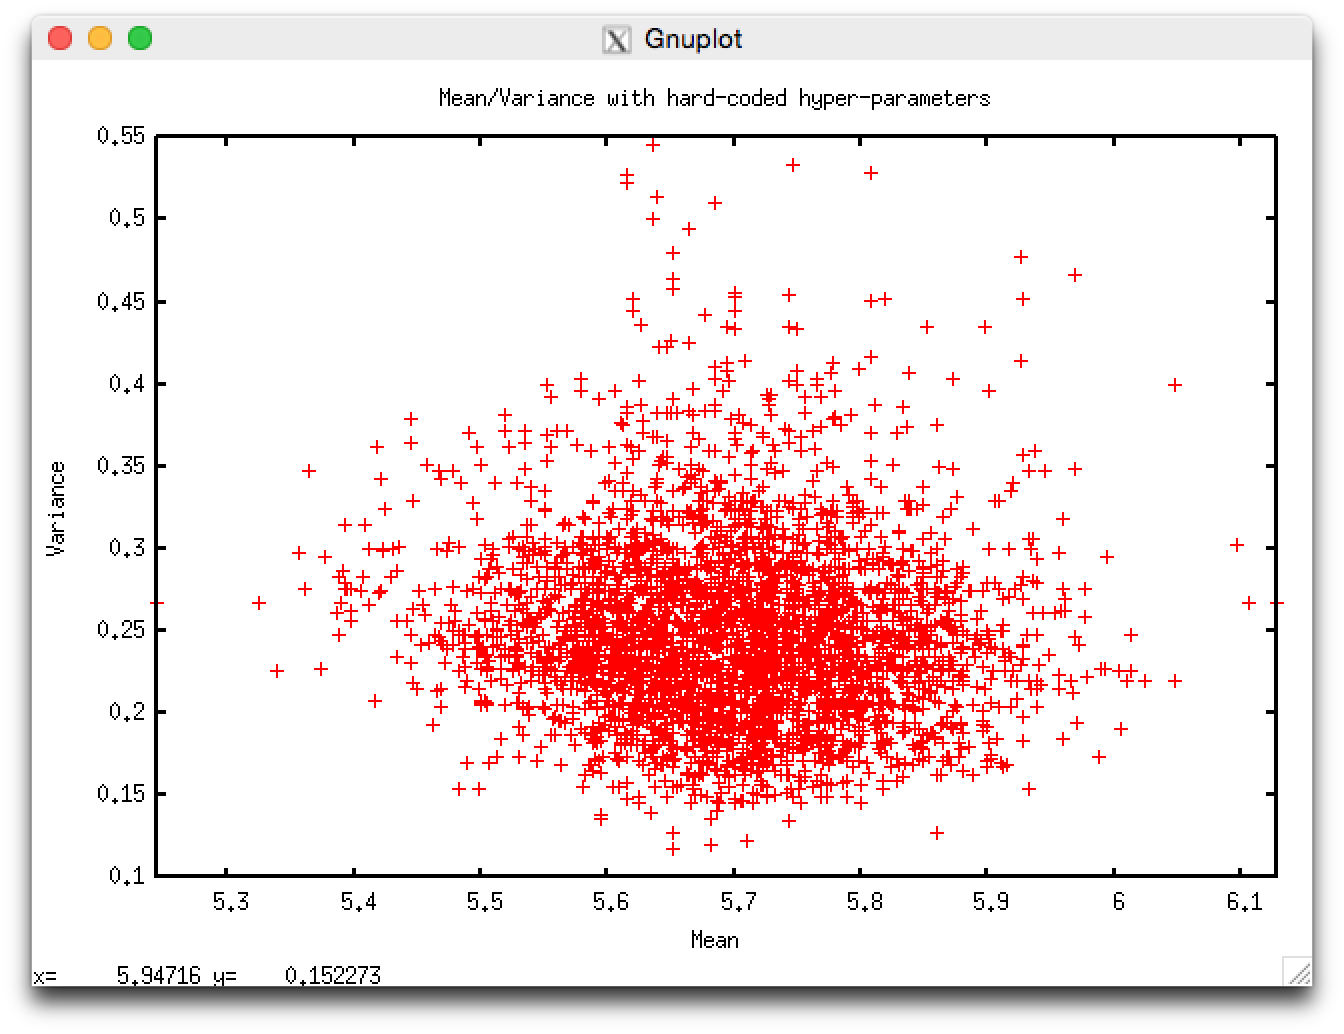 Gnuplot
Mean/Variance with hard-coded hyper-parameters
0.55
0.5
0.45
0.4
0.35
0.3
0.25
0.2
0.15
0.1
Variance
5.3 5.4 5.5 5.6 5.7 5.8 5.9 6 6.1
Mean
x= 5.94716 y= 0.152273